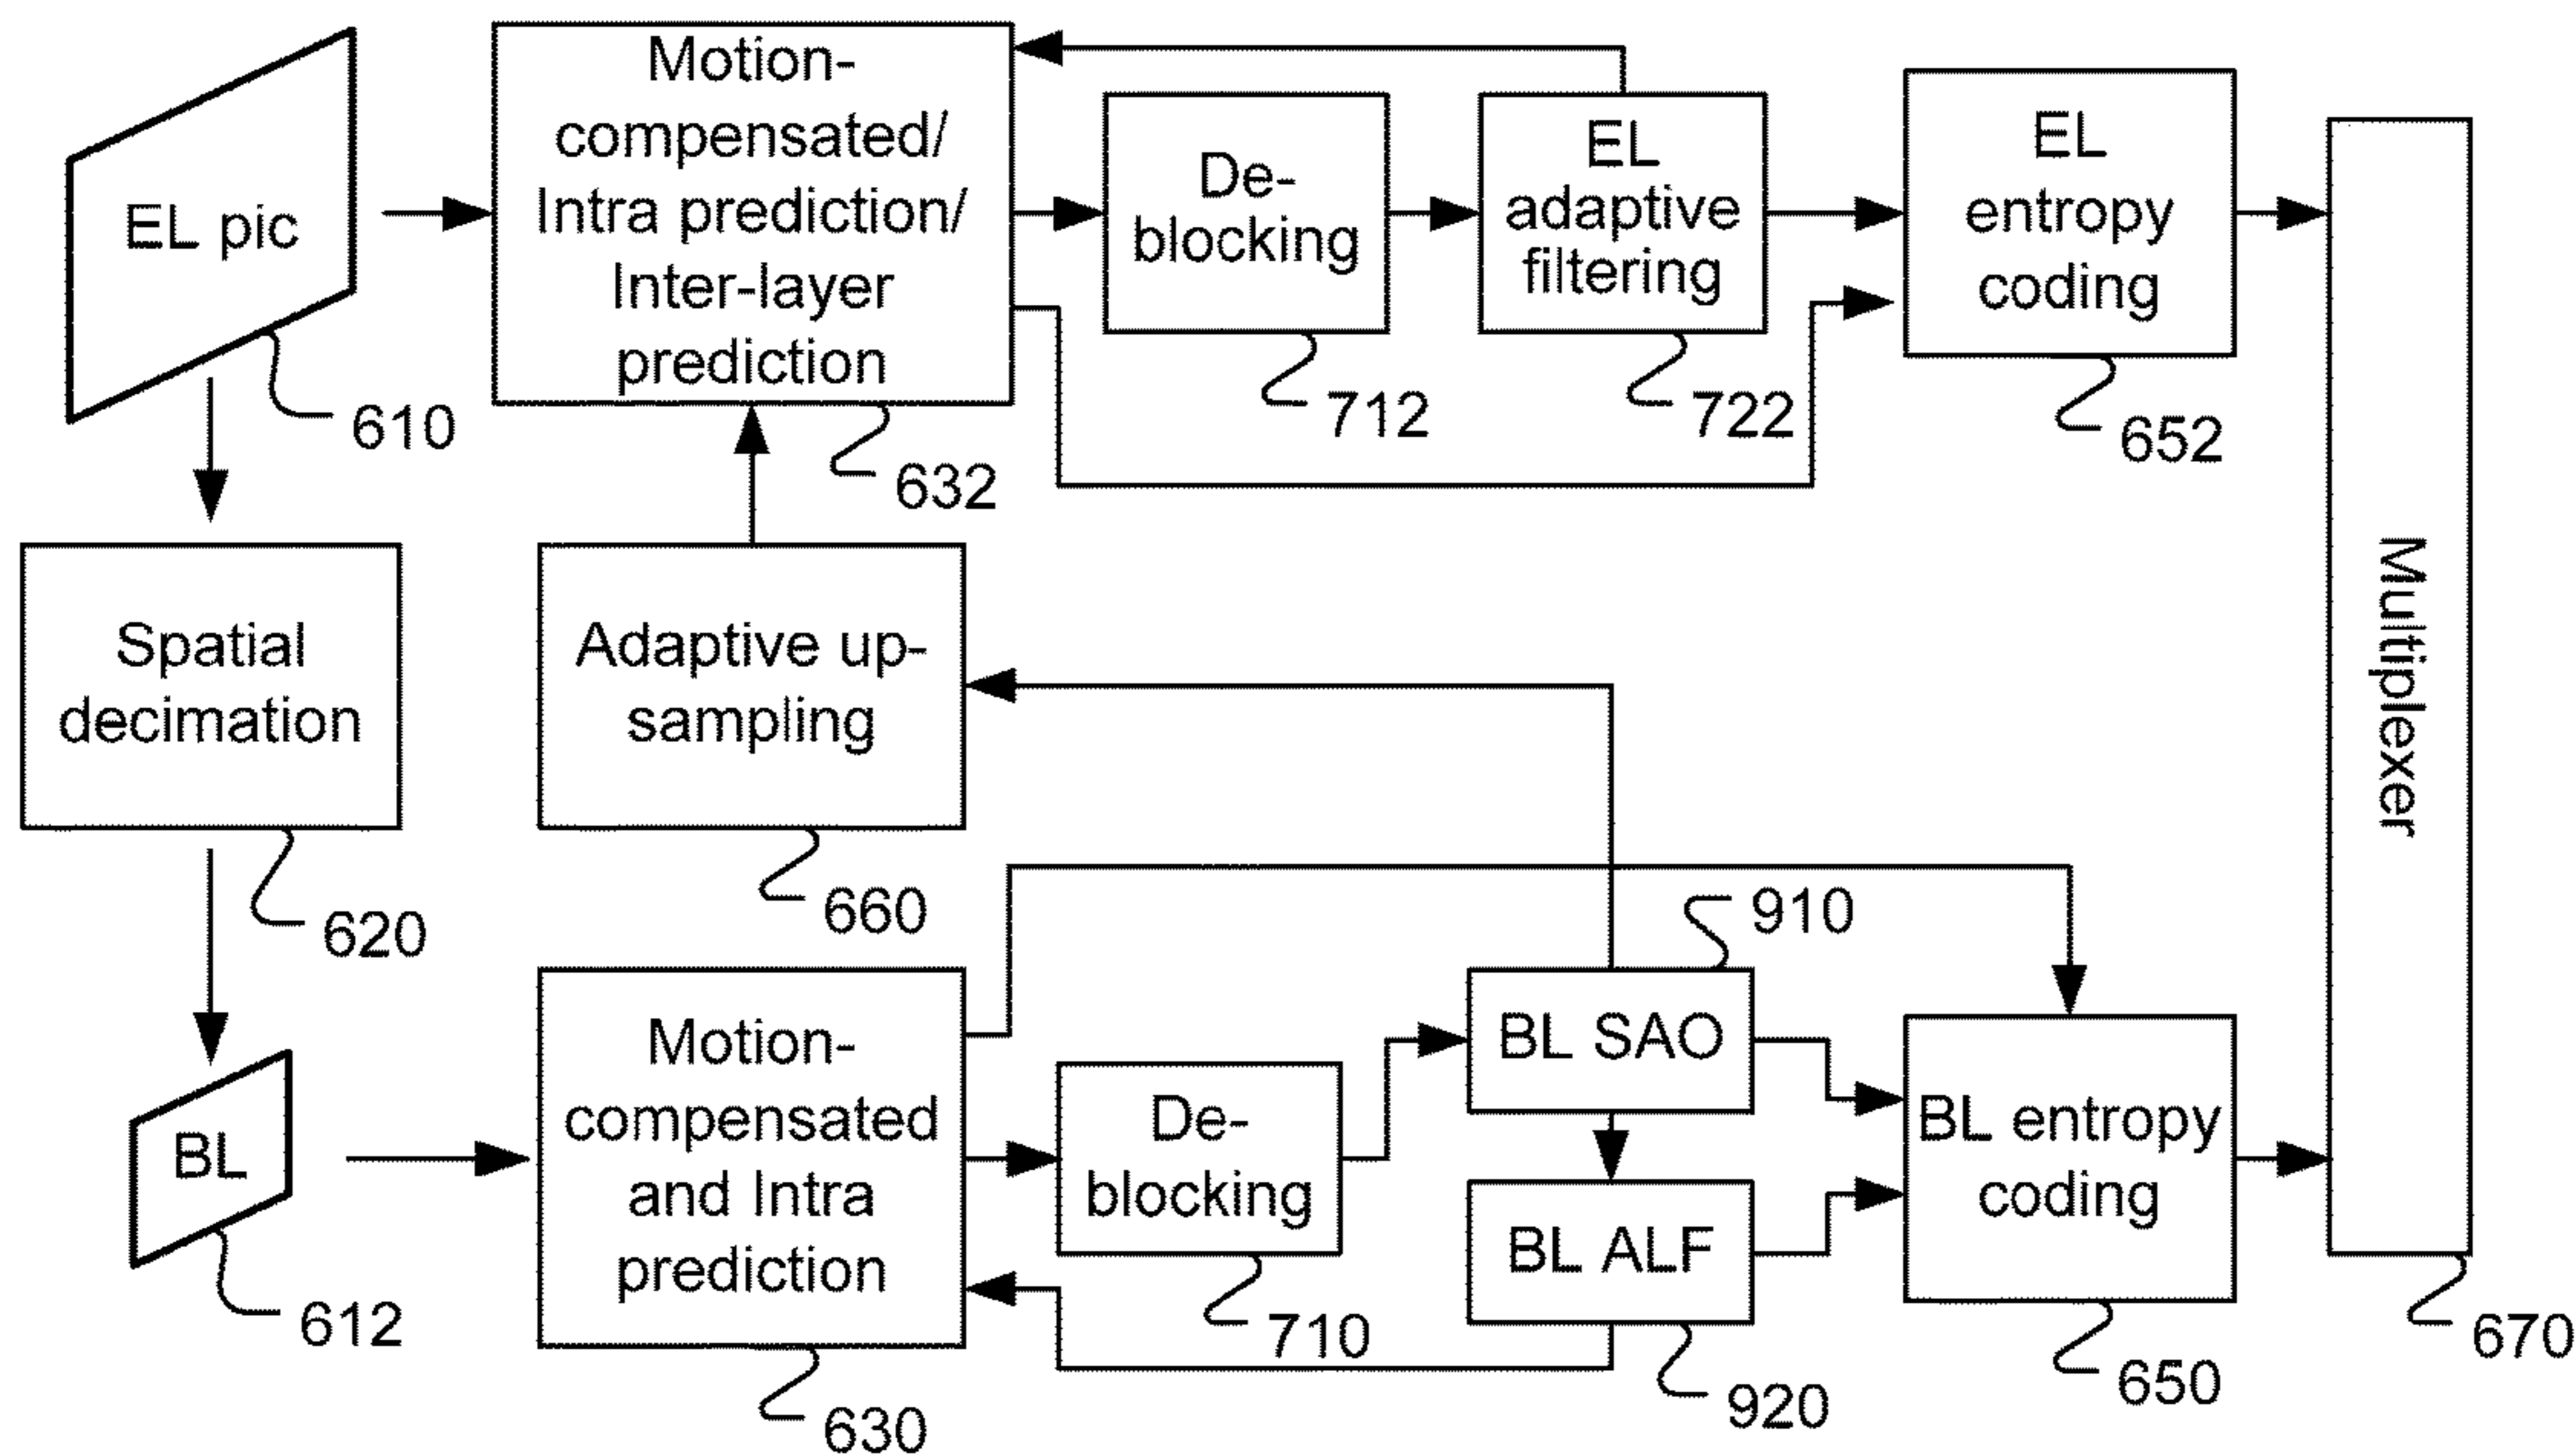 EL pic
610
Motion-
compensated/
Intra prediction/
Inter-layer
prediction
632
De-
blocking
712
EL
adaptive
filtering
722
EL
entropy
coding
652
Multiplexer
670
Spatial
decimation
620
Adaptive up-
sampling
660
BL
612
Motion-
compensated
and Intra
prediction
630
De-
blocking
710
BL SAO
910
BL ALF
920
BL entropy
coding
650